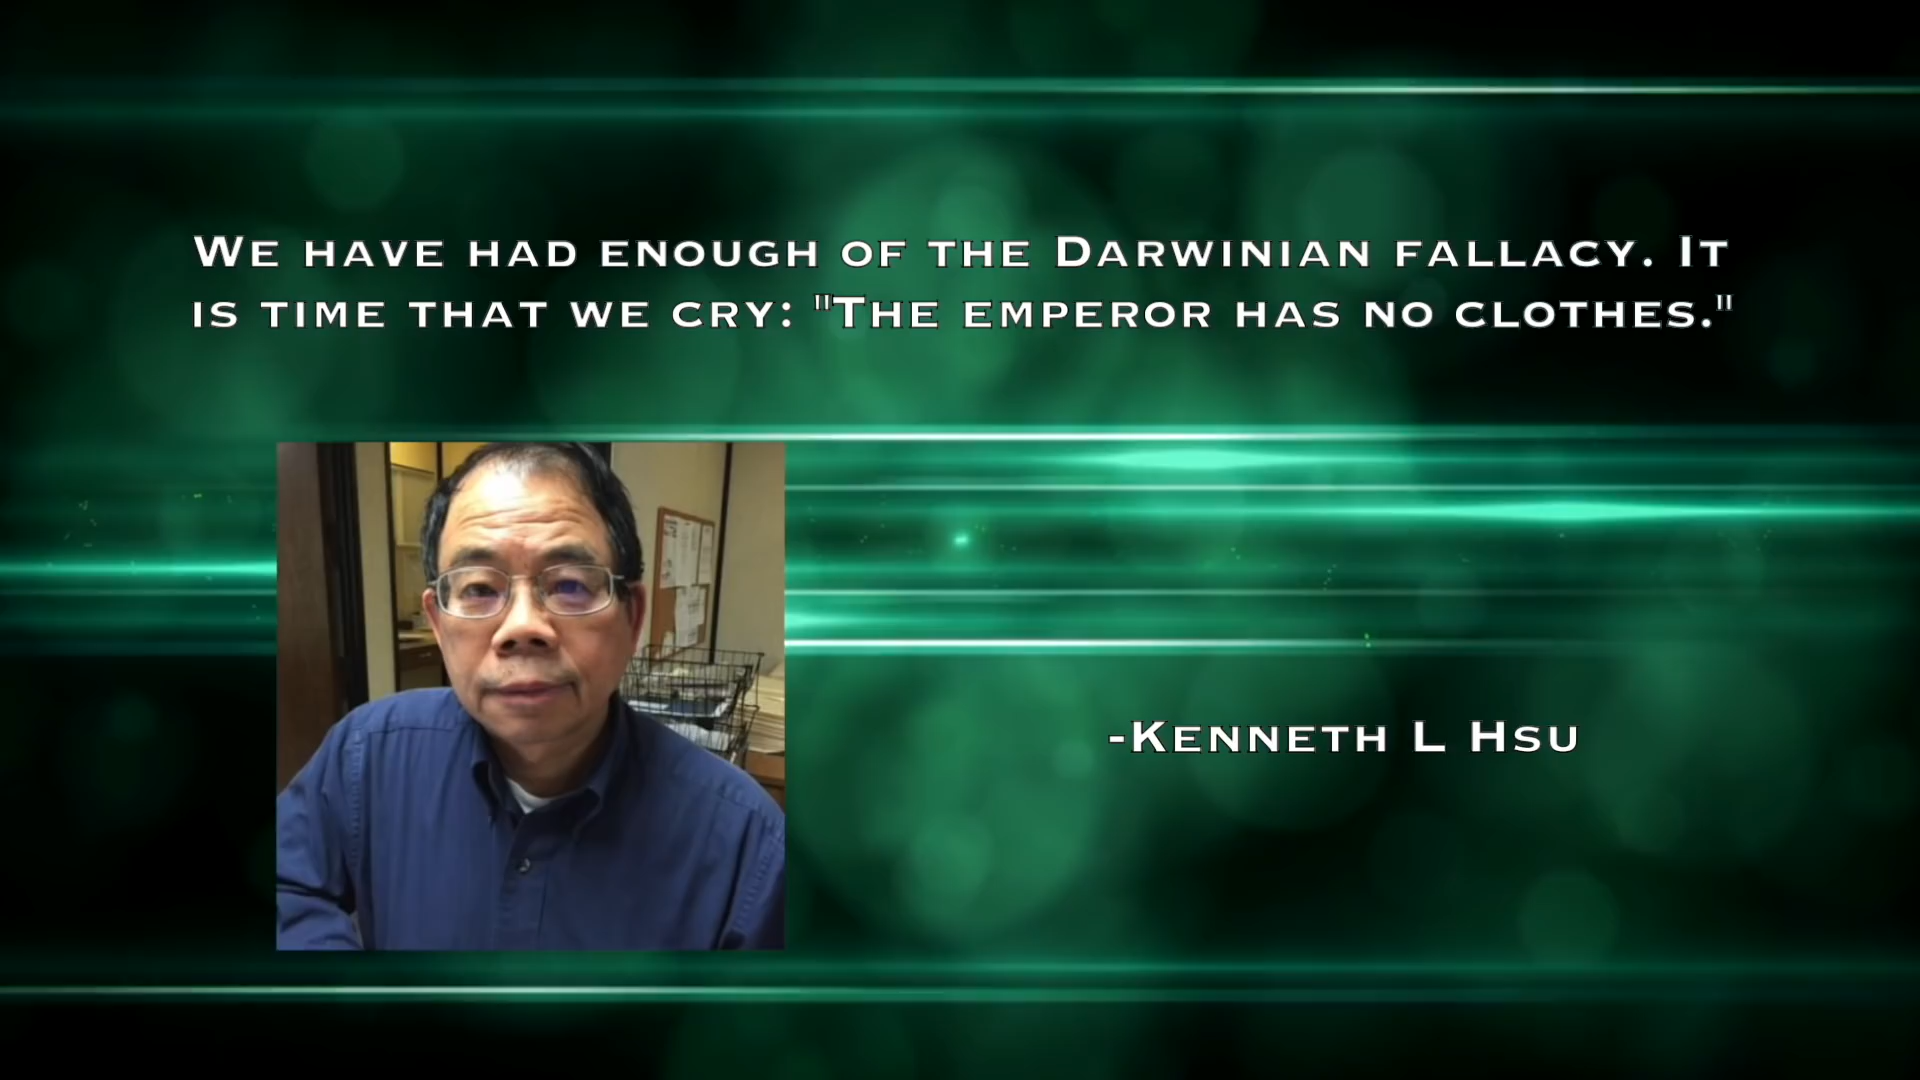 We have had enough of the Darwinian fallacy. It
is time that we cry: "The emperor has no clothes."
-Kenneth L Hsu